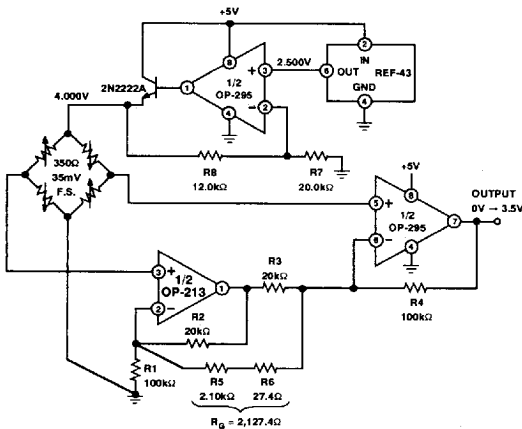 +5V
2N2222A
1
8
1/2
OP-295
4
+
3
−
2
2.500V
6
OUT
2
IN
REF-43
GND
4
4.000V
350Ω
35mV
F.S.
R8
12.0kΩ
R7
20.0kΩ
+5V
OUTPUT
0V → 3.5V
5
+
8
1/2
OP-295
7
6
−
4
3
+
1/2
OP-213
1
2
−
R3
20kΩ
R4
100kΩ
R2
20kΩ
R1
100kΩ
R5
2.10kΩ
R6
27.4Ω
RG = 2,127.4Ω